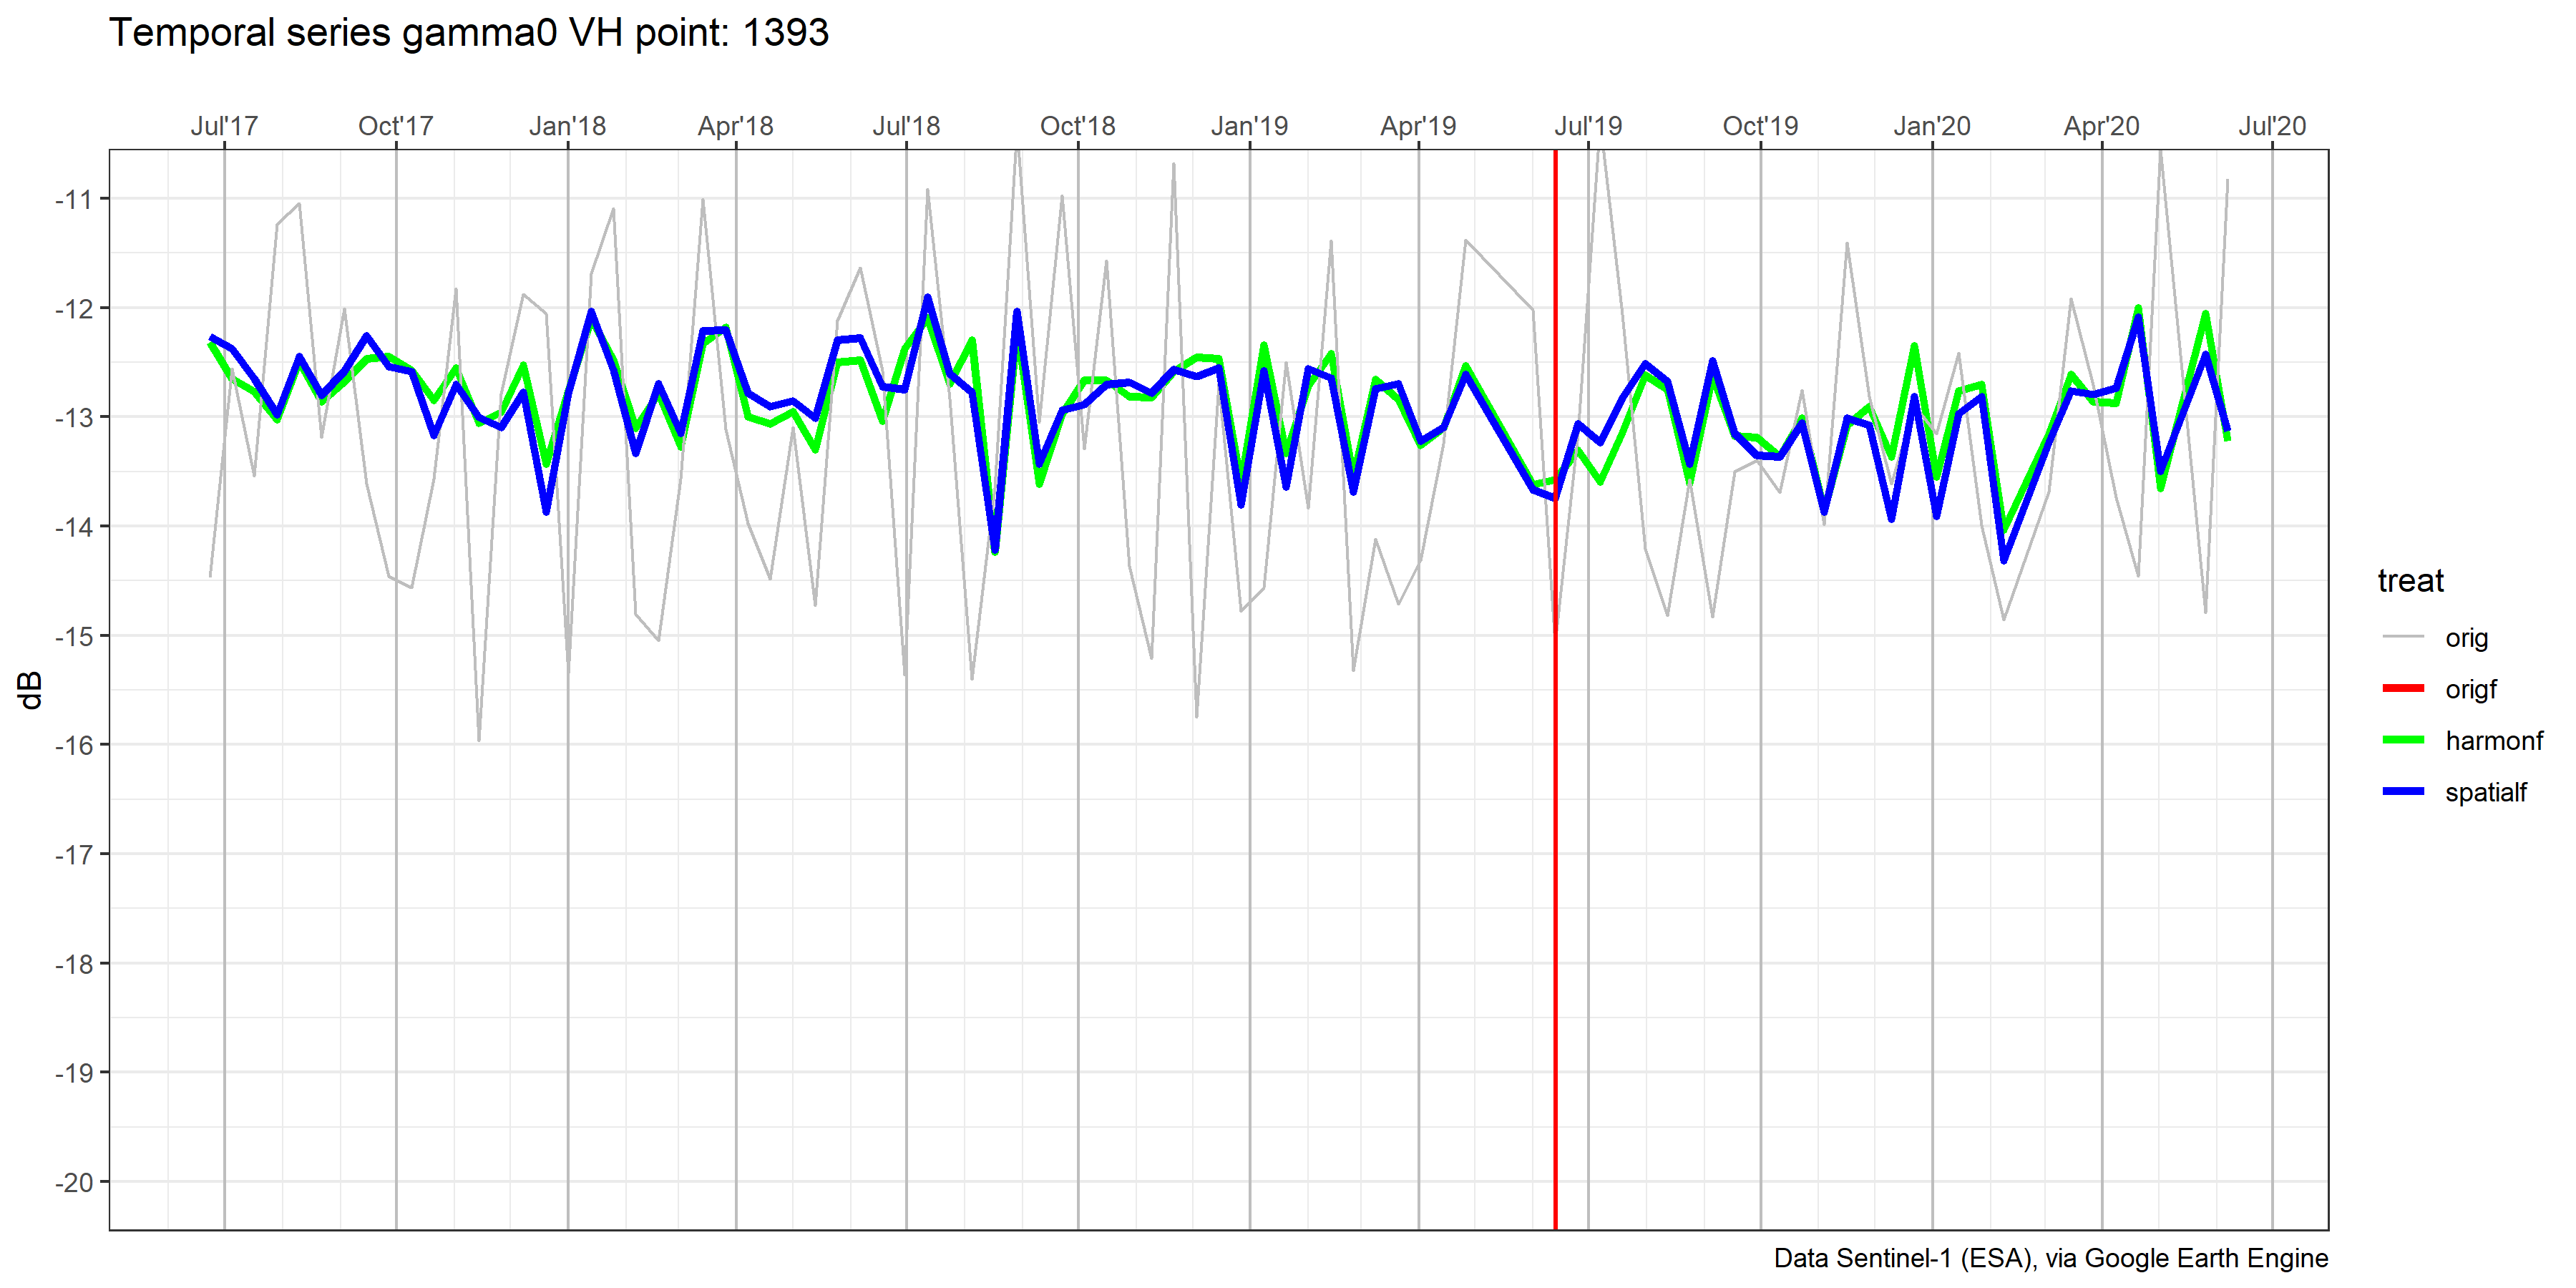 Temporal series gamma0 VH point: 1393
Jul'17 Oct'17 Jan'18 Apr'18 Jul'18 Oct'18 Jan'19 Apr'19 Jul'19 Oct'19 Jan'20 Apr'20 Jul'20
-11
-12
-13
-14
-15
-16
-17
-18
-19
-20
dB
treat
orig
origf
harmonf
spatialf
Data Sentinel-1 (ESA), via Google Earth Engine